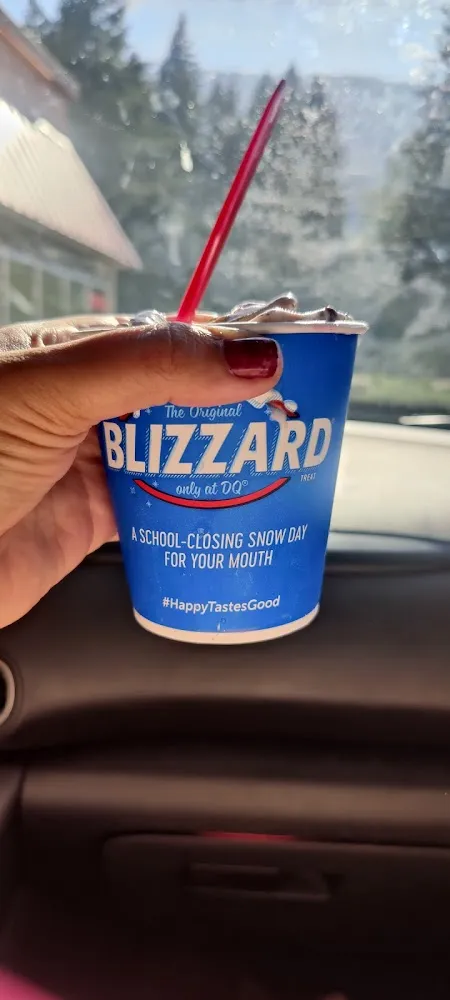 The Original
BLIZZARD®
TREAT
only at DQ®
A SCHOOL-CLOSING SNOW DAY
FOR YOUR MOUTH
#HappyTastesGood